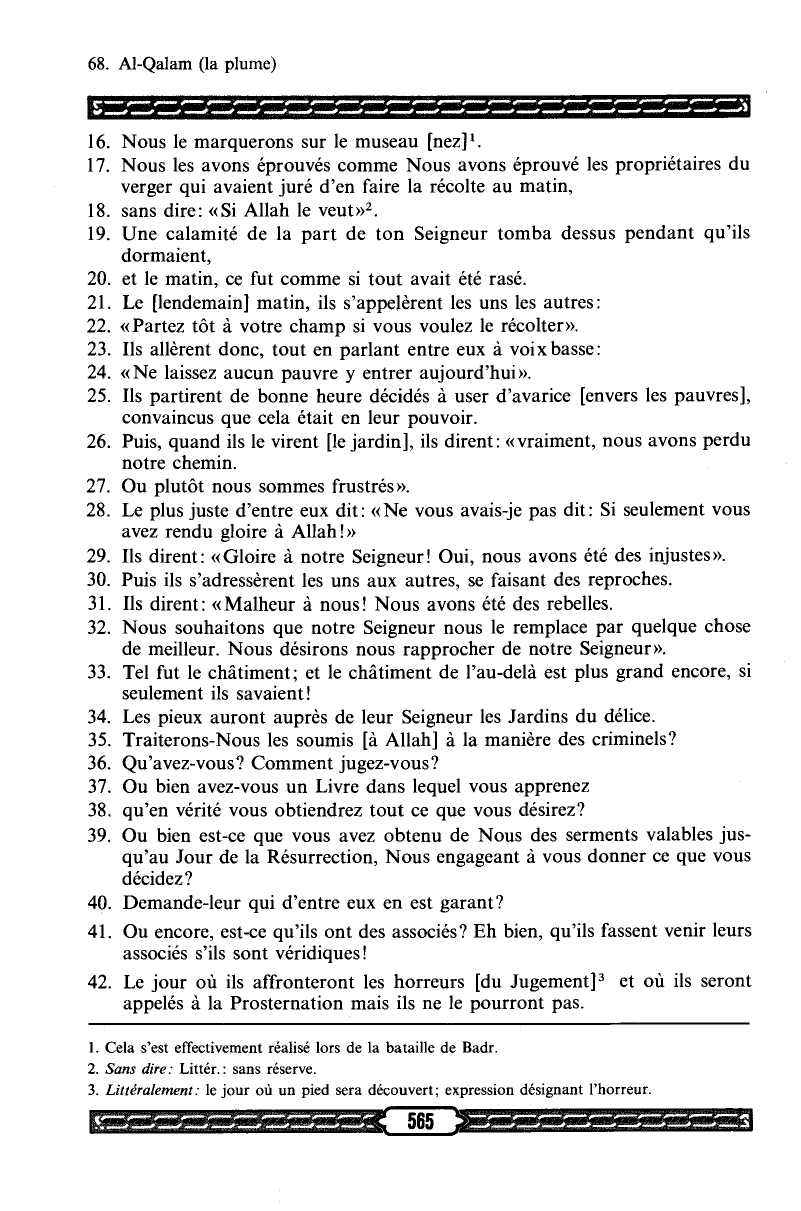 68. Al-Qalam (la plume)
16. Nous le marquerons sur le museau [nez]¹.
17. Nous les avons éprouvés comme Nous avons éprouvé les propriétaires du
verger qui avaient juré d'en faire la récolte au matin,
18. sans dire: «Si Allah le veut»².
19. Une calamité de la part de ton Seigneur tomba dessus pendant qu'ils
dormaient,
20. et le matin, ce fut comme si tout avait été rasé.
21. Le [lendemain] matin, ils s'appelèrent les uns les autres:
22. «Partez tôt à votre champ si vous voulez le récolter».
23. Ils allèrent donc, tout en parlant entre eux à voix basse:
24. «Ne laissez aucun pauvre y entrer aujourd'hui».
25. Ils partirent de bonne heure décidés à user d'avarice [envers les pauvres],
convaincus que cela était en leur pouvoir.
26. Puis, quand ils le virent [le jardin], ils dirent: «vraiment, nous avons perdu
notre chemin.
27. Ou plutôt nous sommes frustrés».
28. Le plus juste d'entre eux dit: «Ne vous avais-je pas dit: Si seulement vous
avez rendu gloire à Allah!»
29. Ils dirent: «Gloire à notre Seigneur! Oui, nous avons été des injustes».
30. Puis ils s'adressèrent les uns aux autres, se faisant des reproches.
31. Ils dirent: «Malheur à nous! Nous avons été des rebelles.
32. Nous souhaitons que notre Seigneur nous le remplace par quelque chose
de meilleur. Nous désirons nous rapprocher de notre Seigneur».
33. Tel fut le châtiment; et le châtiment de l'au-delà est plus grand encore, si
seulement ils savaient!
34. Les pieux auront auprès de leur Seigneur les Jardins du délice.
35. Traiterons-Nous les soumis [à Allah] à la manière des criminels?
36. Qu'avez-vous? Comment jugez-vous?
37. Ou bien avez-vous un Livre dans lequel vous apprenez
38. qu'en vérité vous obtiendrez tout ce que vous désirez?
39. Ou bien est-ce que vous avez obtenu de Nous des serments valables jus-
qu'au Jour de la Résurrection, Nous engageant à vous donner ce que vous
décidez?
40. Demande-leur qui d'entre eux en est garant?
41. Ou encore, est-ce qu'ils ont des associés? Eh bien, qu'ils fassent venir leurs
associés s'ils sont véridiques!
42. Le jour où ils affronteront les horreurs [du Jugement]³ et où ils seront
appelés à la Prosternation mais ils ne le pourront pas.
1. Cela s'est effectivement réalisé lors de la bataille de Badr.
2. Sans dire: Littér.: sans réserve.
3. Littéralement: le jour où un pied sera découvert; expression désignant l'horreur.
565